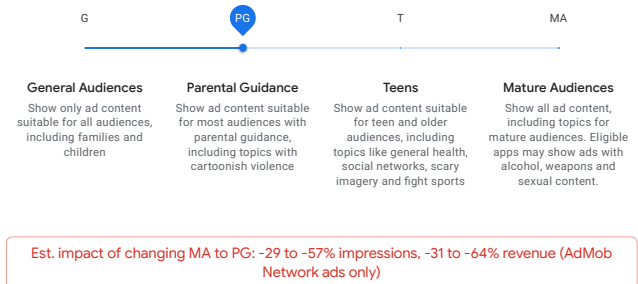 G
PG
T
MA
General Audiences
Show only ad content
suitable for all audiences,
including families and
children
Parental Guidance
Show ad content suitable
for most audiences with
parental guidance,
including topics with
cartoonish violence
Teens
Show ad content suitable
for teen and older
audiences, including
topics like general health,
social networks, scary
imagery and fight sports
Mature Audiences
Show all ad content,
including topics for
mature audiences. Eligible
apps may show ads with
alcohol, weapons and
sexual content.
Est. impact of changing MA to PG: -29 to -57% impressions, -31 to -64% revenue (AdMob
Network ads only)